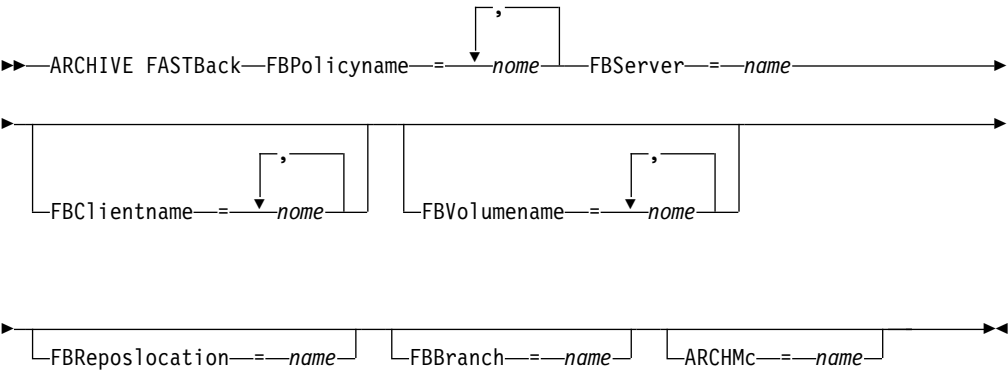 ,
ARCHIVE FASTBack FBPolicyname = nome FBServer = name
, ,
FBClientname = nome FBVolumename = nome
FBReposlocation = name FBBranch = name ARCHMc = name